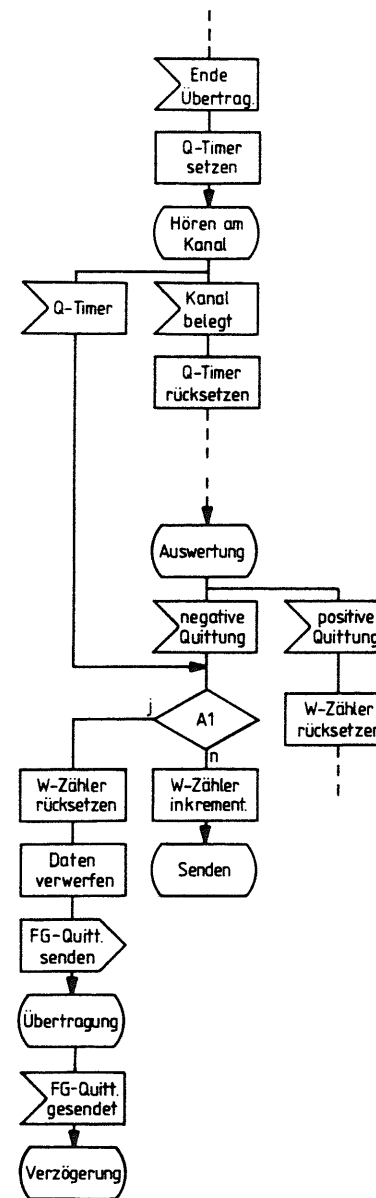 Ende
Übertrag.
Q-Timer
setzen
Hören am
Kanal
Q-Timer
Kanal
belegt
Q-Timer
rücksetzen
Auswertung
negative
Quittung
positive
Quittung
W-Zähler
rücksetzen
j
A1
n
W-Zähler
rücksetzen
W-Zähler
inkrement.
Daten
verwerfen
Senden
FG-Quitt.
senden
Übertragung
FG-Quitt.
gesendet
Verzögerung